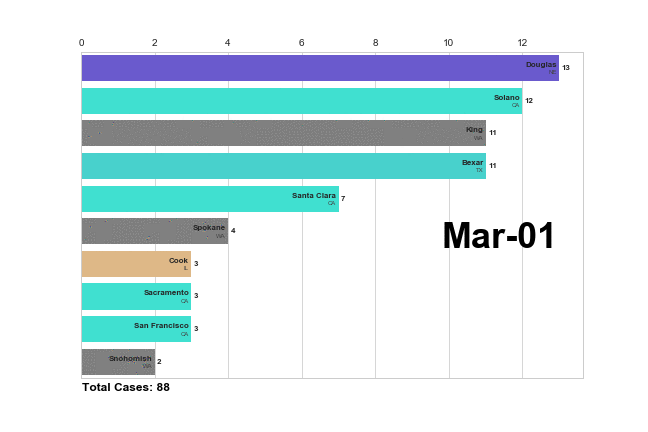 0 2 4 6 8 10 12
Douglas 13
NE
Solano 12
CA
King 11
WA
Bexar 11
TX
Santa Clara 7
CA
Spokane 4
WA
Mar-01
Cook 3
IL
Sacramento 3
CA
San Francisco 3
CA
Snohomish 2
WA
Total Cases: 88